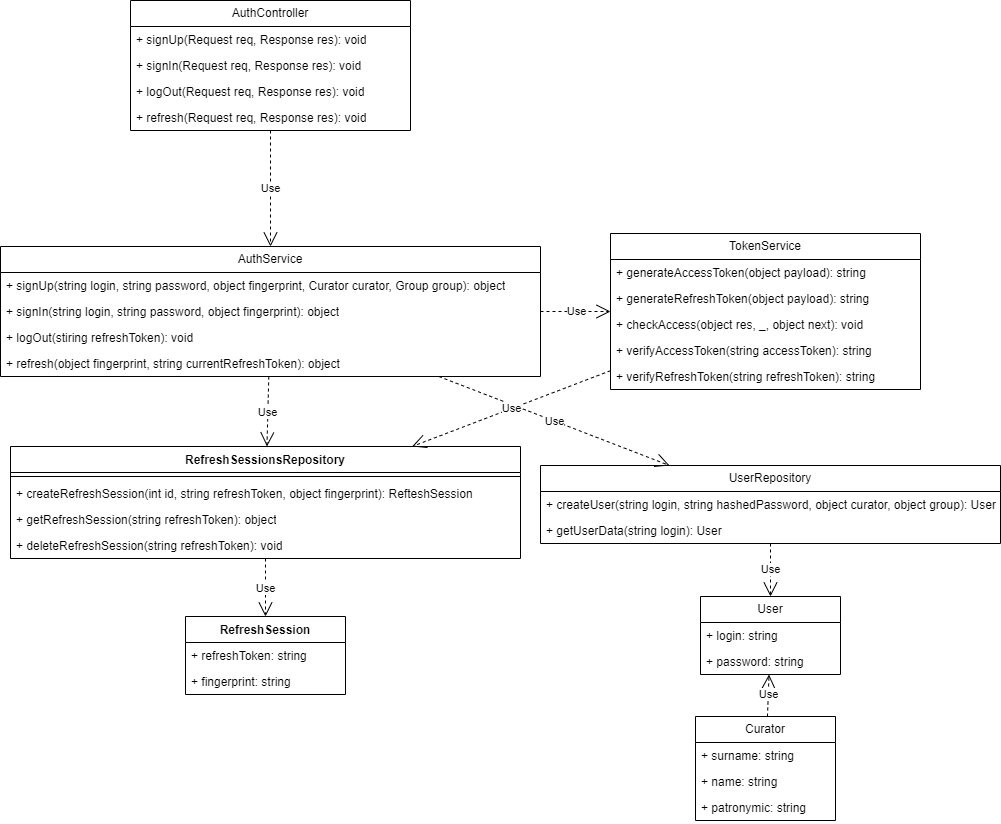 AuthController
+ signUp(Request req, Response res): void
+ signIn(Request req, Response res): void
+ logOut(Request req, Response res): void
+ refresh(Request req, Response res): void
Use
AuthService
+ signUp(string login, string password, object fingerprint, Curator curator, Group group): object
+ signIn(string login, string password, object fingerprint): object
+ logOut(stiring refreshToken): void
+ refresh(object fingerprint, string currentRefreshToken): object
Use
TokenService
+ generateAccessToken(object payload): string
+ generateRefreshToken(object payload): string
+ checkAccess(object res, _, object next): void
+ verifyAccessToken(string accessToken): string
+ verifyRefreshToken(string refreshToken): string
Use
Use
Use
RefreshSessionsRepository
+ createRefreshSession(int id, string refreshToken, object fingerprint): RefteshSession
+ getRefreshSession(string refreshToken): object
+ deleteRefreshSession(string refreshToken): void
UserRepository
+ createUser(string login, string hashedPassword, object curator, object group): User
+ getUserData(string login): User
Use
Use
RefreshSession
+ refreshToken: string
+ fingerprint: string
User
+ login: string
+ password: string
Use
Curator
+ surname: string
+ name: string
+ patronymic: string